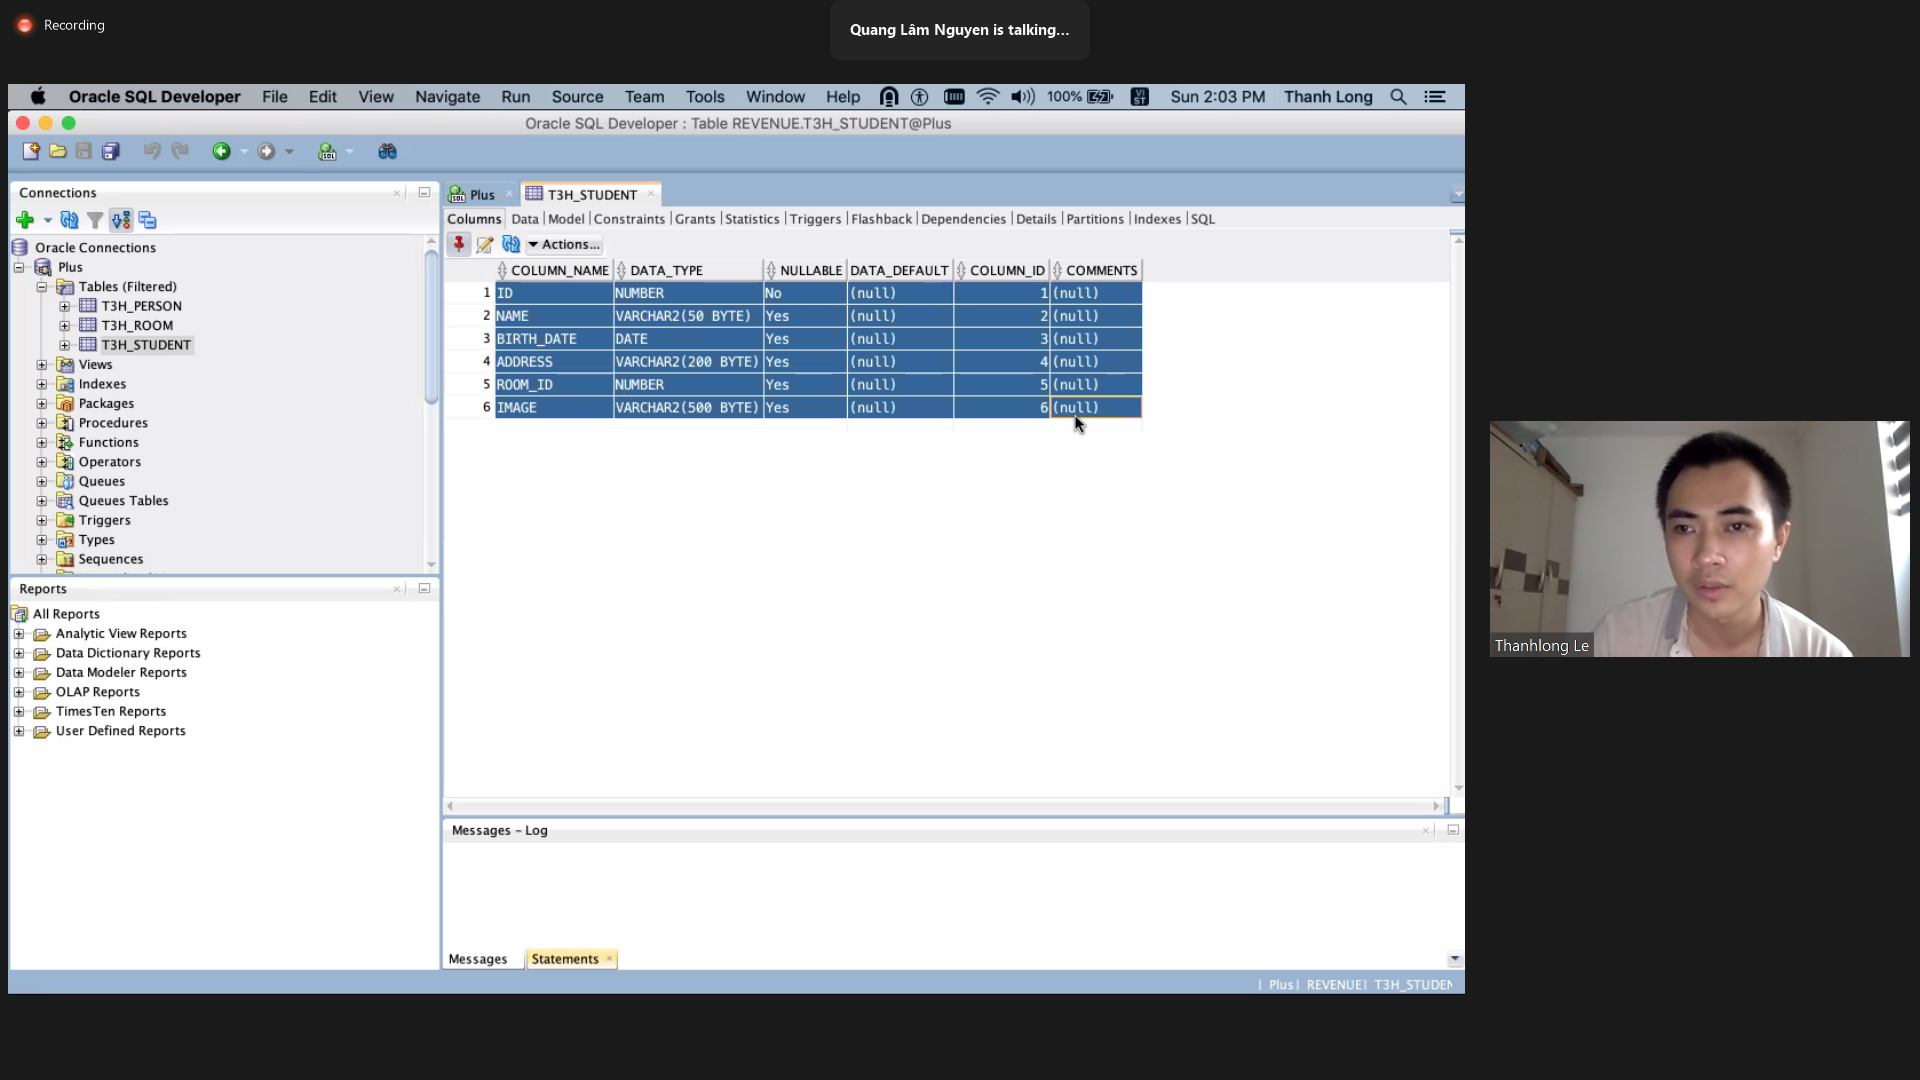 Recording
Quang Lâm Nguyen is talking...
Oracle SQL Developer File Edit View Navigate Run Source Team Tools Window Help 100% VI ST Sun 2:03 PM Thanh Long
Oracle SQL Developer : Table REVENUE.T3H_STUDENT@Plus
Connections
Oracle Connections
Plus
Tables (Filtered)
T3H_PERSON
T3H_ROOM
T3H_STUDENT
Views
Indexes
Packages
Procedures
Functions
Operators
Queues
Queues Tables
Triggers
Types
Sequences
Reports
All Reports
Analytic View Reports
Data Dictionary Reports
Data Modeler Reports
OLAP Reports
TimesTen Reports
User Defined Reports
Plus T3H_STUDENT
Columns Data Model Constraints Grants Statistics Triggers Flashback Dependencies Details Partitions Indexes SQL
Actions...
COLUMN_NAME DATA_TYPE NULLABLE DATA_DEFAULT COLUMN_ID COMMENTS
1 ID NUMBER No (null) 1 (null)
2 NAME VARCHAR2(50 BYTE) Yes (null) 2 (null)
3 BIRTH_DATE DATE Yes (null) 3 (null)
4 ADDRESS VARCHAR2(200 BYTE) Yes (null) 4 (null)
5 ROOM_ID NUMBER Yes (null) 5 (null)
6 IMAGE VARCHAR2(500 BYTE) Yes (null) 6 (null)
Messages - Log
Messages Statements
| Plus| REVENUE| T3H_STUDEN
Thanhlong Le